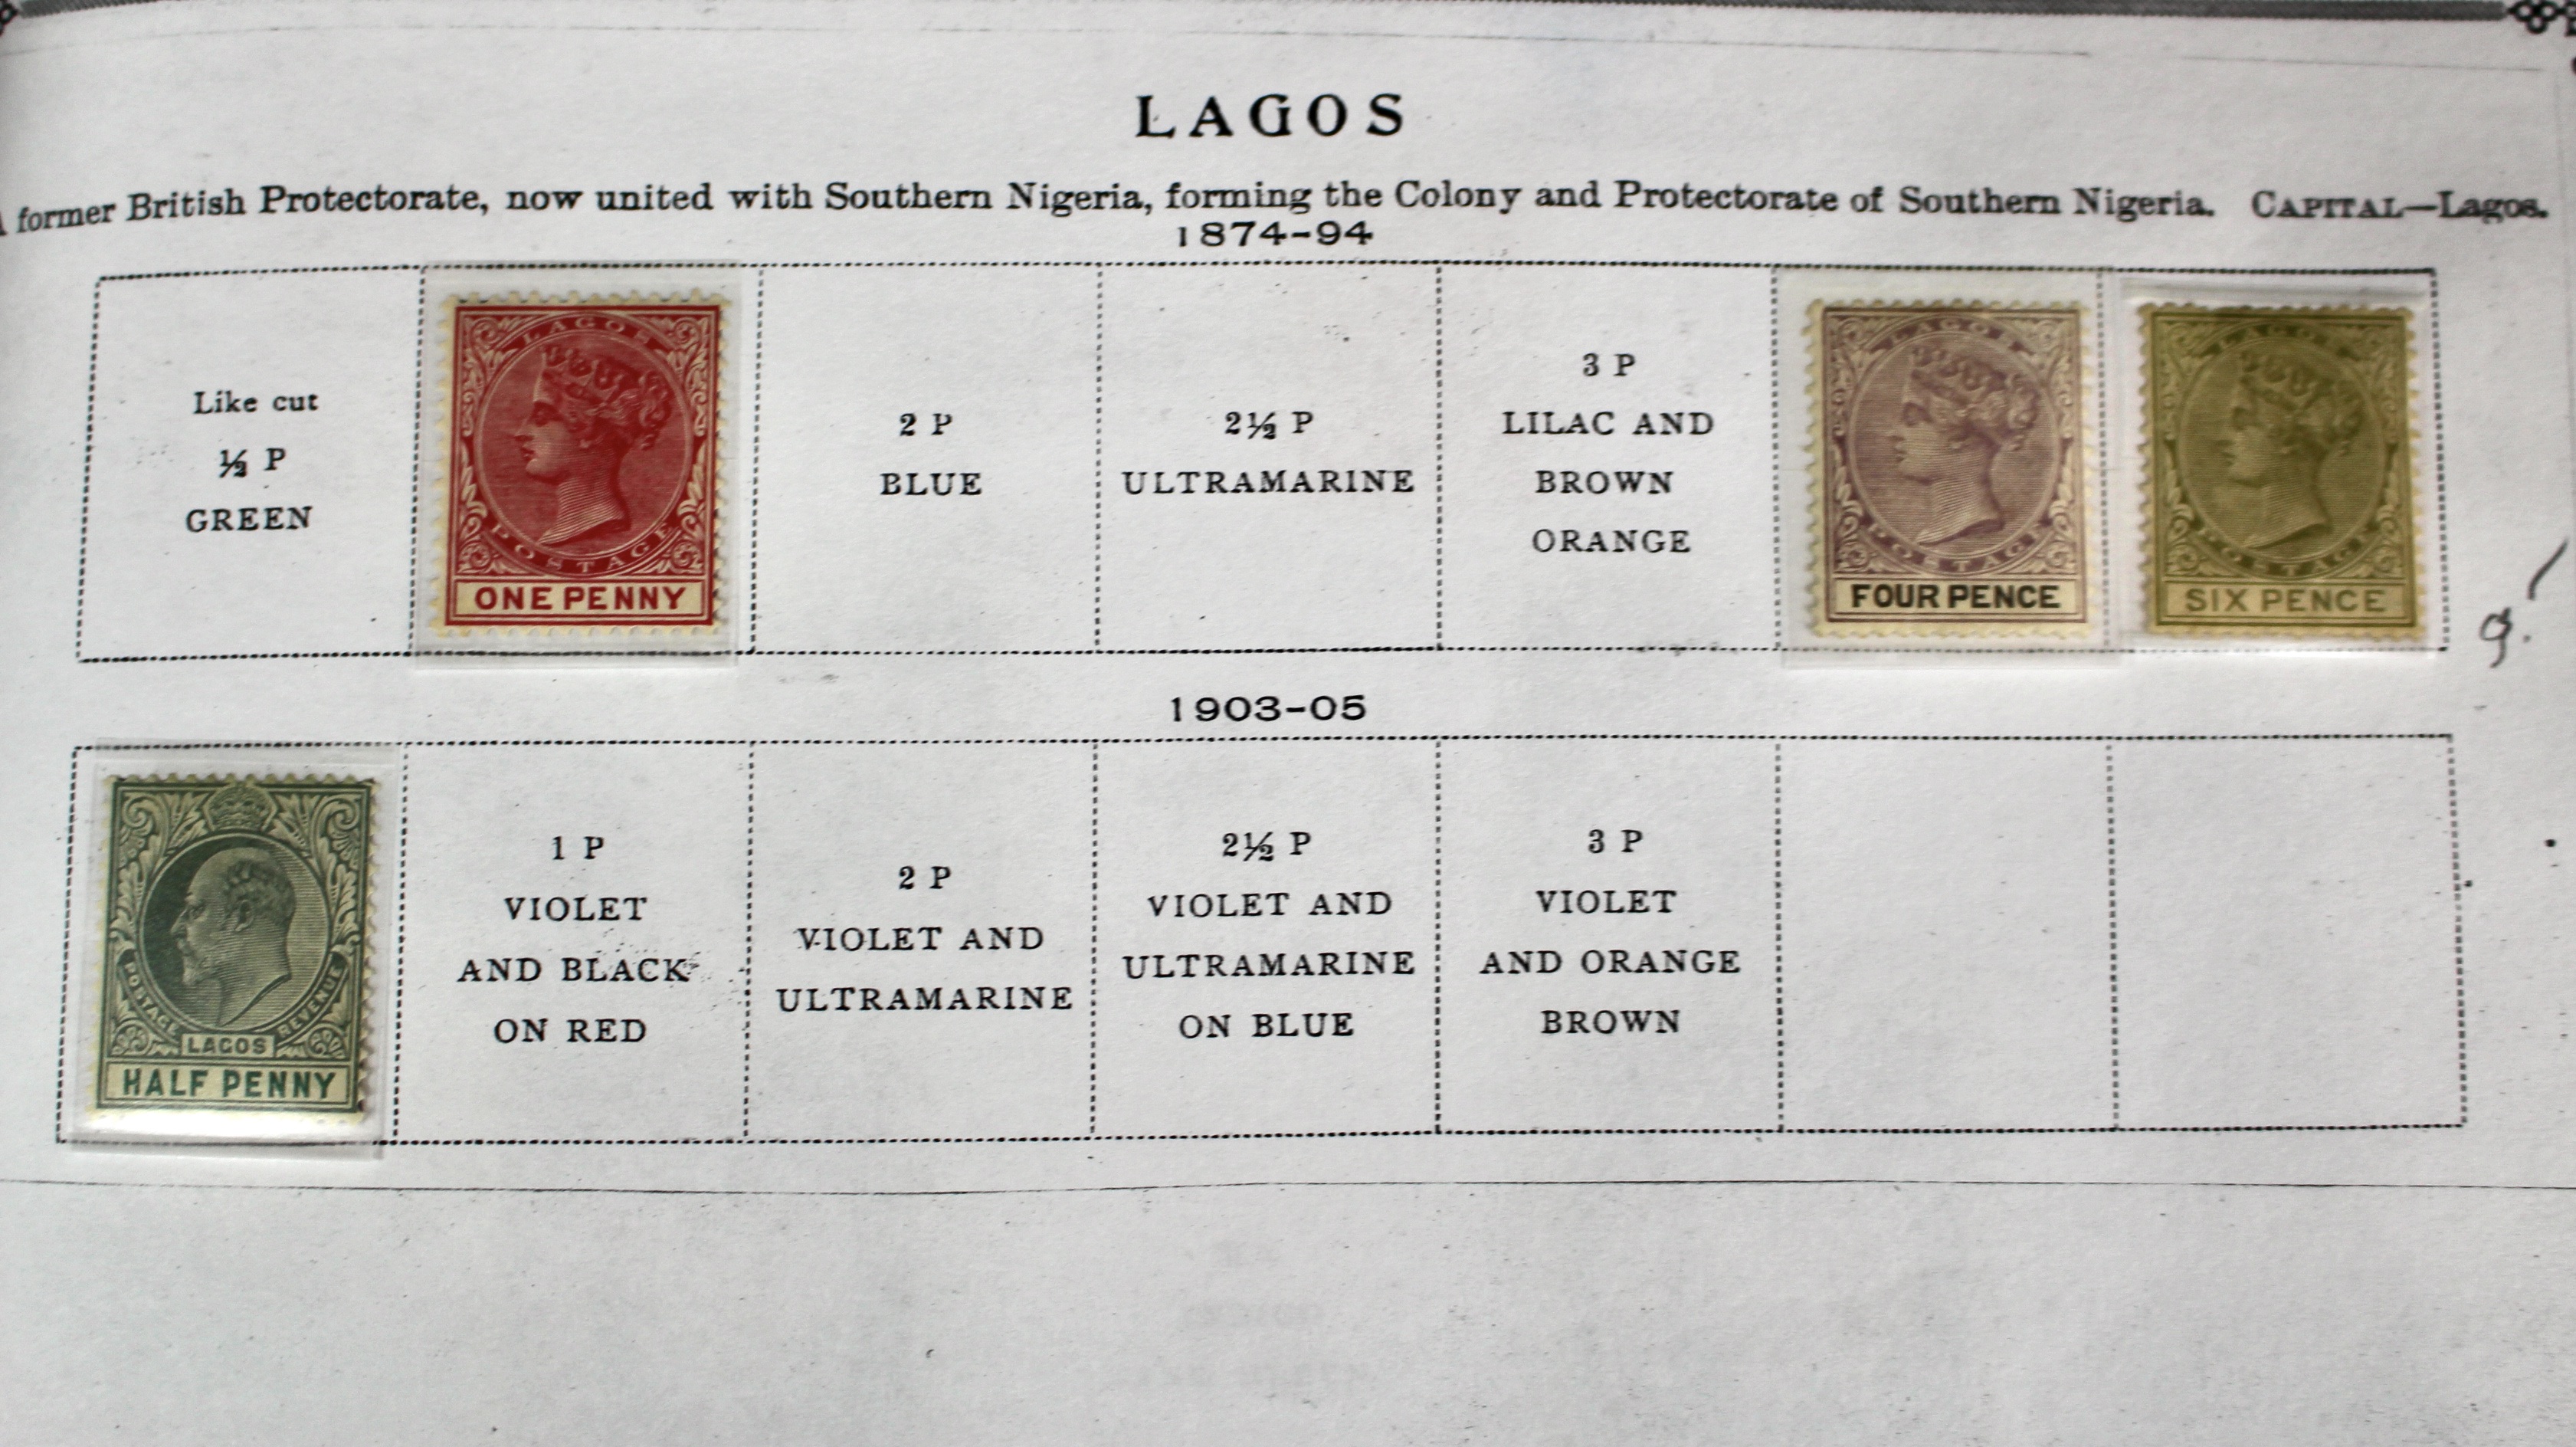 LAGOS
former British Protectorate, now united with Southern Nigeria, forming the Colony and Protectorate of Southern Nigeria. CAPITAL—Lagos.
1874-94
Like cut
½ P
GREEN
LAGOS
POSTAGE
ONE PENNY
2 P
BLUE
2½ P
ULTRAMARINE
3 P
LILAC AND
BROWN
ORANGE
LAGOS
POSTAGE
FOUR PENCE
LAGOS
POSTAGE
SIX PENCE
1903-05
POSTAGE
REVENUE
LAGOS
HALF PENNY
1 P
VIOLET
AND BLACK
ON RED
2 P
VIOLET AND
ULTRAMARINE
2½ P
VIOLET AND
ULTRAMARINE
ON BLUE
3 P
VIOLET
AND ORANGE
BROWN